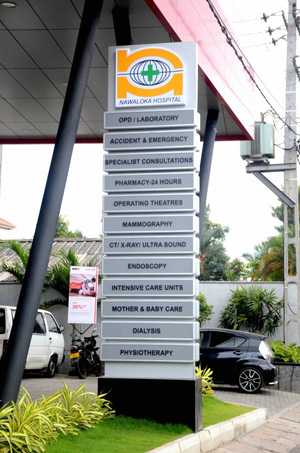 NAWALOKA HOSPITAL
OPD / LABORATORY
ACCIDENT & EMERGENCY
SPECIALIST CONSULTATIONS
PHARMACY-24 HOURS
OPERATING THEATRES
MAMMOGRAPHY
CT/ X-RAY/ ULTRA SOUND
ENDOSCOPY
INTENSIVE CARE UNITS
MOTHER & BABY CARE
DIALYSIS
PHYSIOTHERAPY